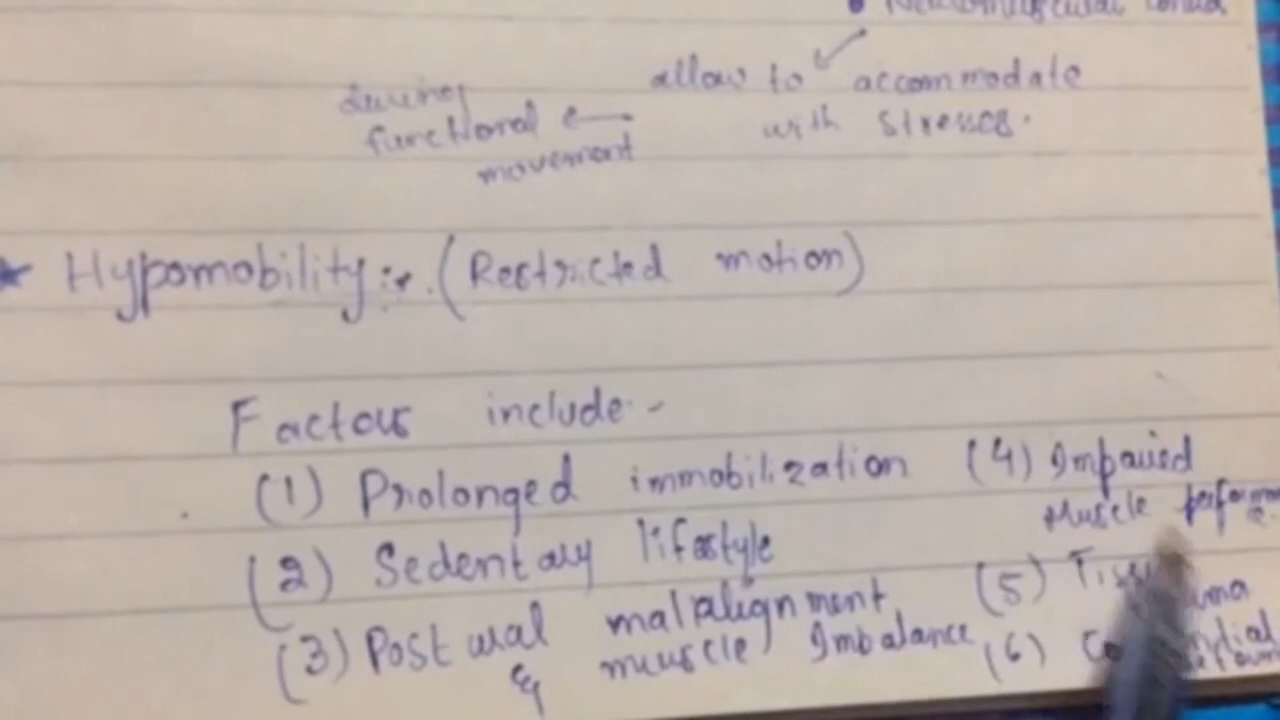 Neuromuscular
allow to accommodate
with stresses.
during
functional
movement
* Hypomobility :- (Restricted motion)
Factors include -
(1) Prolonged immobilization
(2) Sedentary lifestyle
(3) Postural malalignment
& muscle Imbalance
(4) Impaired
Muscle
(5)
(6)